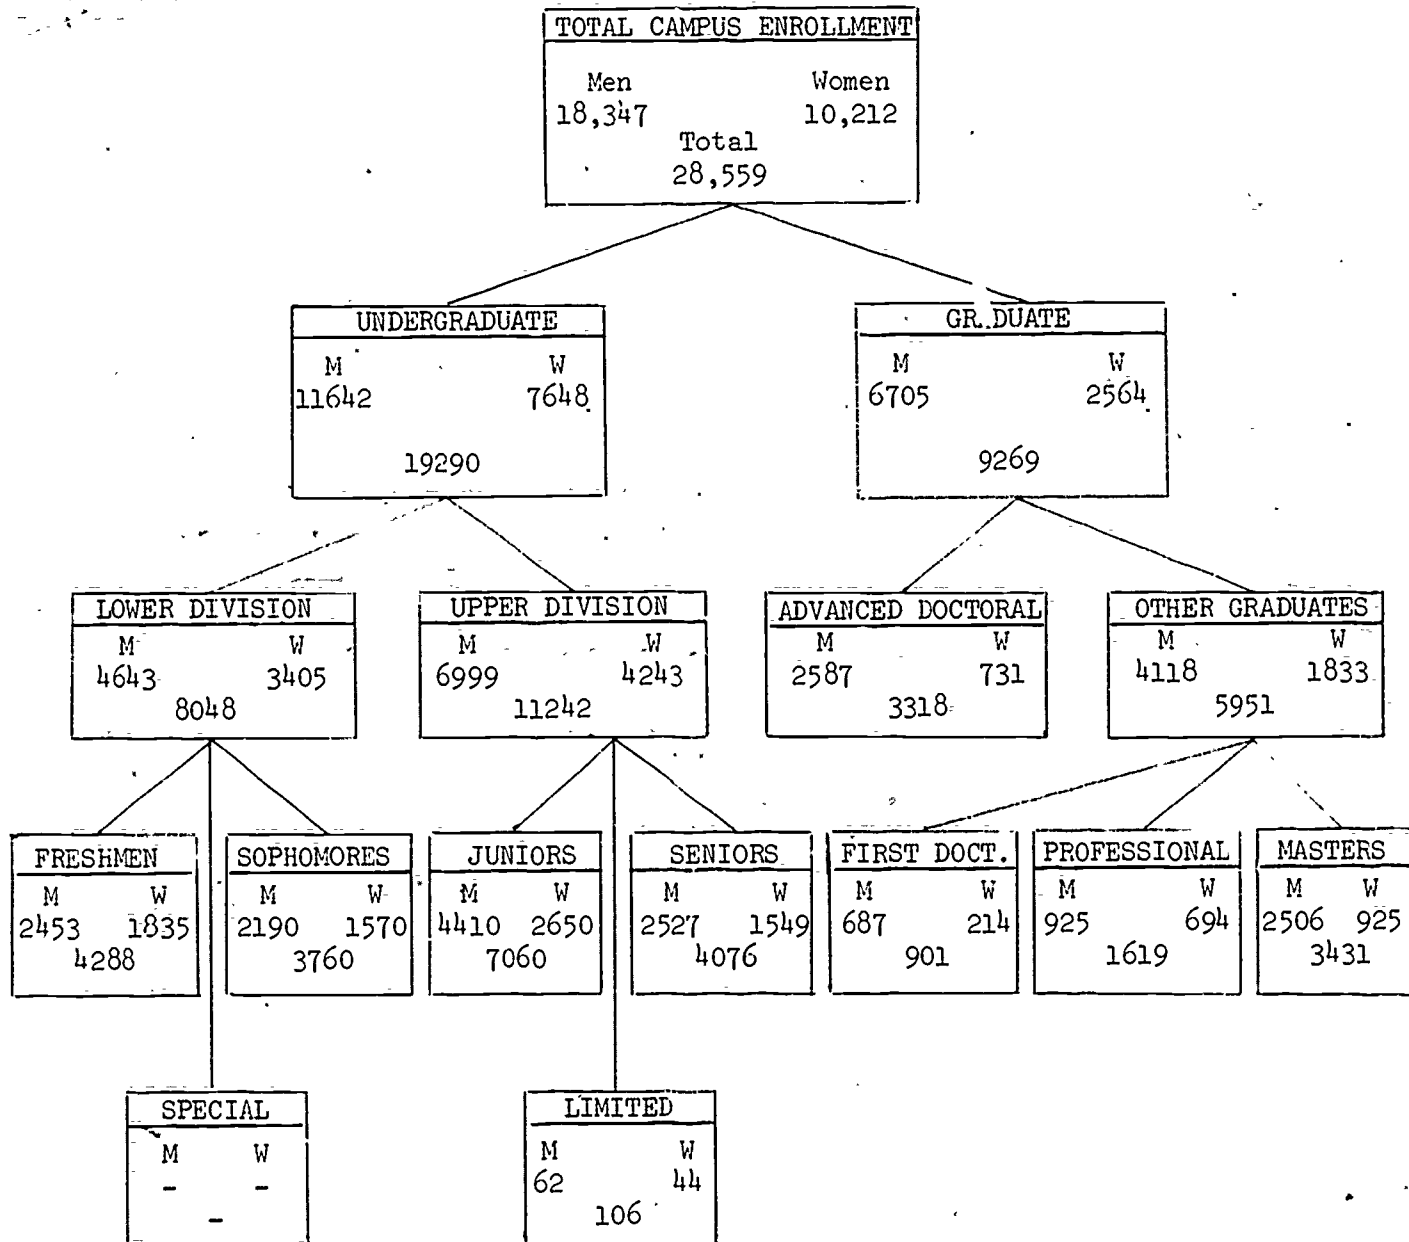 TOTAL CAMPUS ENROLLMENT
Men Women
18,347 10,212
Total
28,559
UNDERGRADUATE
M W
11642 7648
19290
GR.DUATE
M W
6705 2564
9269
LOWER DIVISION
M W
4643 3405
8048
UPPER DIVISION
M W
6999 4243
11242
ADVANCED DOCTORAL
M W
2587 731
3318
OTHER GRADUATES
M W
4118 1833
5951
FRESHMEN
M W
2453 1835
4288
SOPHOMORES
M W
2190 1570
3760
JUNIORS
M W
4410 2650
7060
SENIORS
M W
2527 1549
4076
FIRST DOCT.
M W
687 214
901
PROFESSIONAL
M W
925 694
1619
MASTERS
M W
2506 925
3431
SPECIAL
M W
- -
-
LIMITED
M W
62 44
106